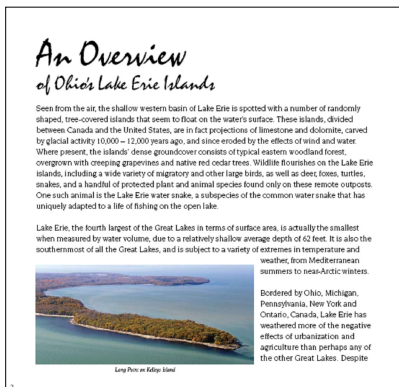 An Overview
of Ohio's Lake Erie Islands
Seen from the air, the shallow western basin of Lake Erie is spotted with a number of randomly
shaped, tree-covered islands that seem to float on the water's surface. These islands, divided
between Canada and the United States, are in fact projections of limestone and dolomite, carved
by glacial activity 10,000 – 12,000 years ago, and since eroded by the effects of wind and water.
Where present, the islands' dense groundcover consists of typical eastern woodland forest,
overgrown with creeping grapevines and native red cedar trees. Wildlife flourishes on the Lake Erie
islands, including a wide variety of migratory and other large birds, as well as deer, foxes, turtles,
snakes, and a handful of protected plant and animal species found only on these remote outposts.
One such animal is the Lake Erie water snake, a subspecies of the common water snake that has
uniquely adapted to a life of fishing on the open lake.
Lake Erie, the fourth largest of the Great Lakes in terms of surface area, is actually the smallest
when measured by water volume, due to a relatively shallow average depth of 62 feet. It is also the
southernmost of all the Great Lakes, and is subject to a variety of extremes in temperature and
weather, from Mediterranean
summers to near-Arctic winters.
Bordered by Ohio, Michigan,
Pennsylvania, New York and
Ontario, Canada, Lake Erie has
weathered more of the negative
effects of urbanization and
agriculture than perhaps any of
the other Great Lakes. Despite
Long Point on Kelleys Island